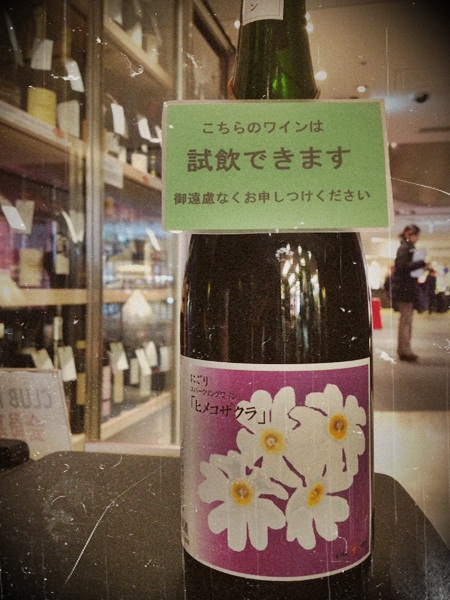 ン
こちらのワインは
試飲できます
御遠慮なくお申しつけください
にごり
スパークリングワイン
「ヒメコザクラ」
CLUB